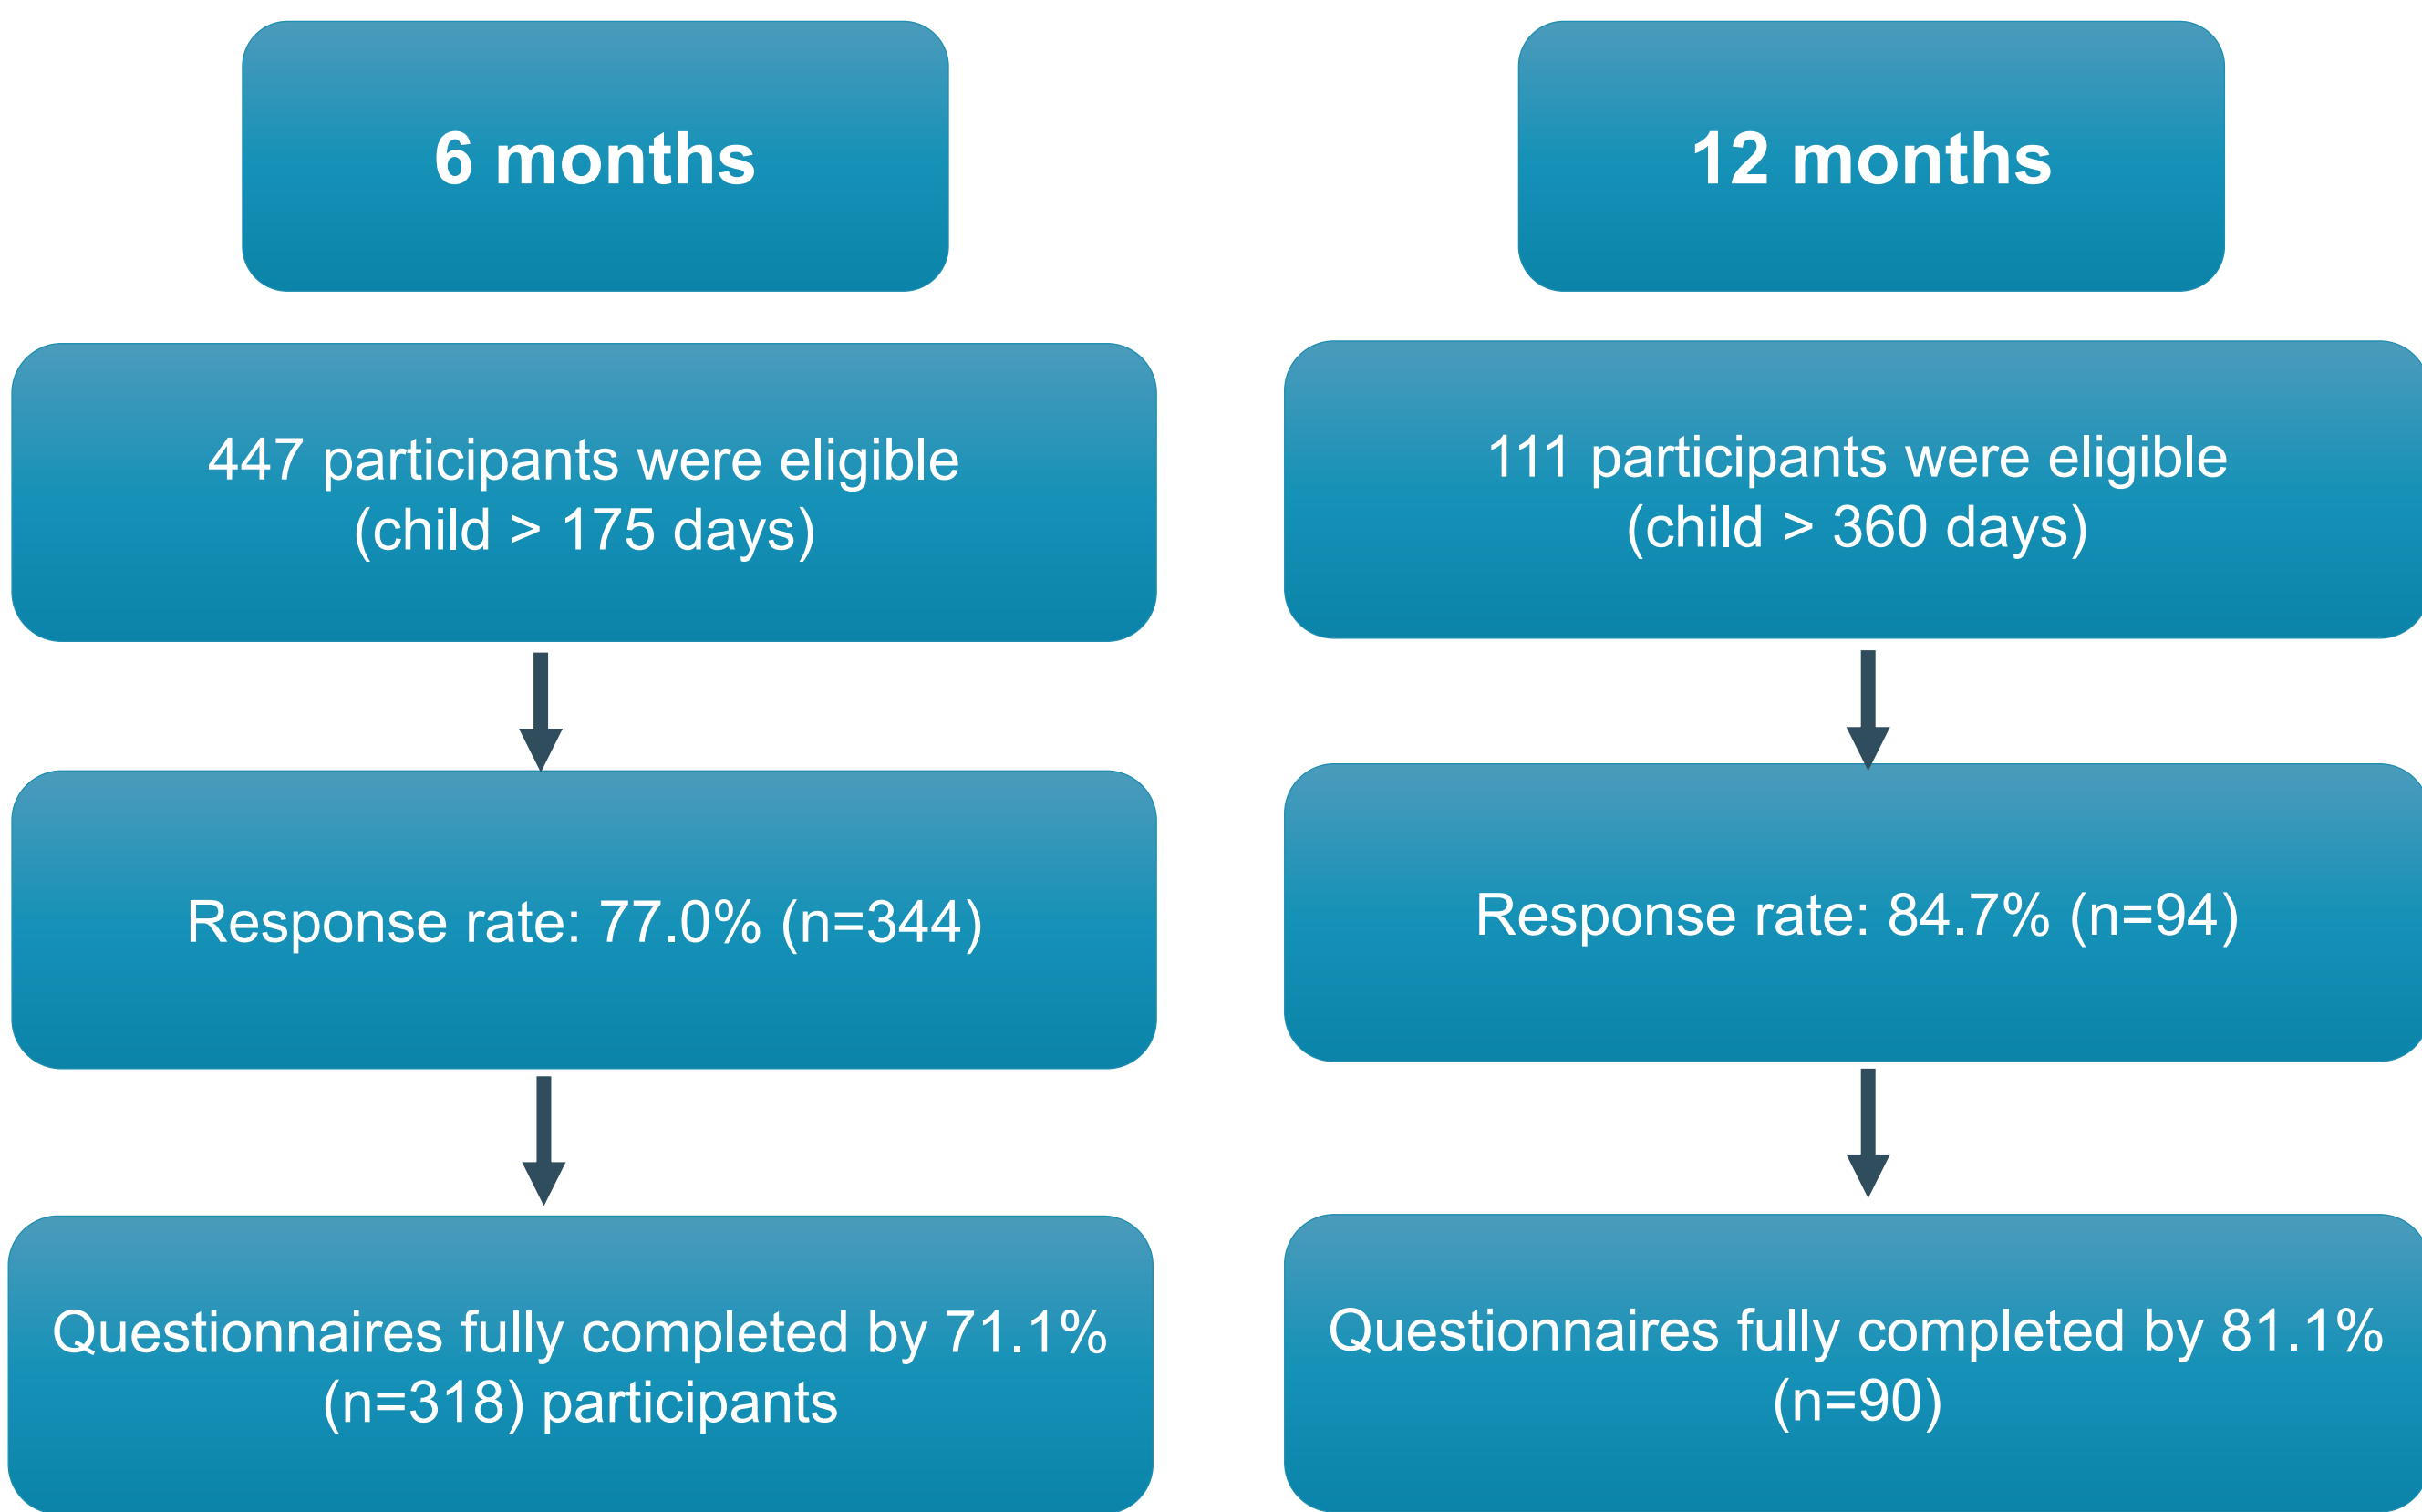 6 months
447 participants were eligible
(child > 175 days)
Response rate: 77.0% (n=344)
Questionnaires fully completed by 71.1%
(n=318) participants
12 months
111 participants were eligible
(child > 360 days)
Response rate: 84.7% (n=94)
Questionnaires fully completed by 81.1%
(n=90)